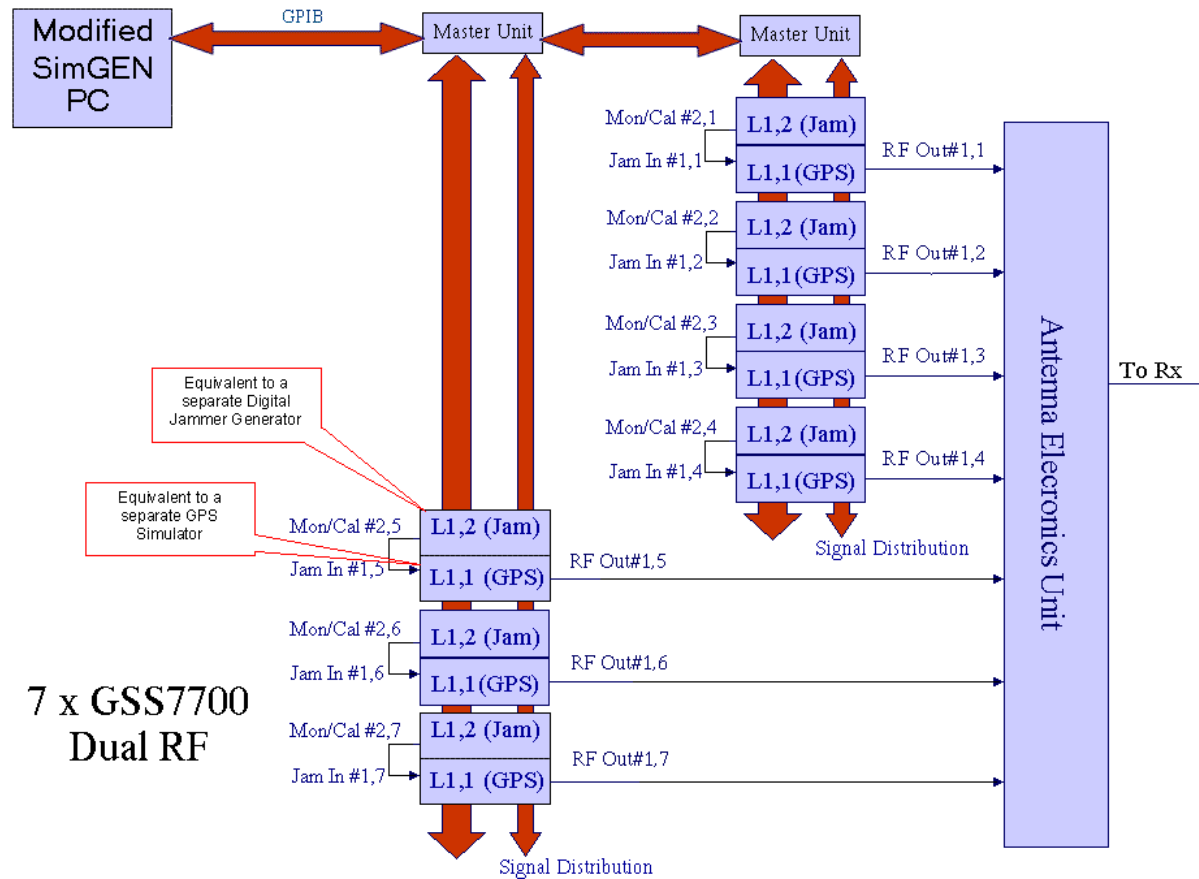 Modified
SimGEN
PC
GPIB
Master Unit
Master Unit
Mon/Cal #2,1
L1,2 (Jam)
Jam In #1,1
L1,1(GPS)
RF Out#1,1
Mon/Cal #2,2
L1,2 (Jam)
Jam In #1,2
L1,1(GPS)
RF Out#1,2
Mon/Cal #2,3
L1,2 (Jam)
Jam In #1,3
L1,1(GPS)
RF Out#1,3
Mon/Cal #2,4
L1,2 (Jam)
Jam In #1,4
L1,1(GPS)
RF Out#1,4
Signal Distribution
Antenna Elecronics Unit
To Rx
Equivalent to a
separate Digital
Jammer Generator
Equivalent to a
separate GPS
Simulator
Mon/Cal #2,5
L1,2 (Jam)
Jam In #1,5
L1,1 (GPS)
RF Out#1,5
Mon/Cal #2,6
L1,2 (Jam)
Jam In #1,6
L1,1(GPS)
RF Out#1,6
Mon/Cal #2,7
L1,2 (Jam)
Jam In #1,7
L1,1 (GPS)
RF Out#1,7
Signal Distribution
7 x GSS7700
Dual RF